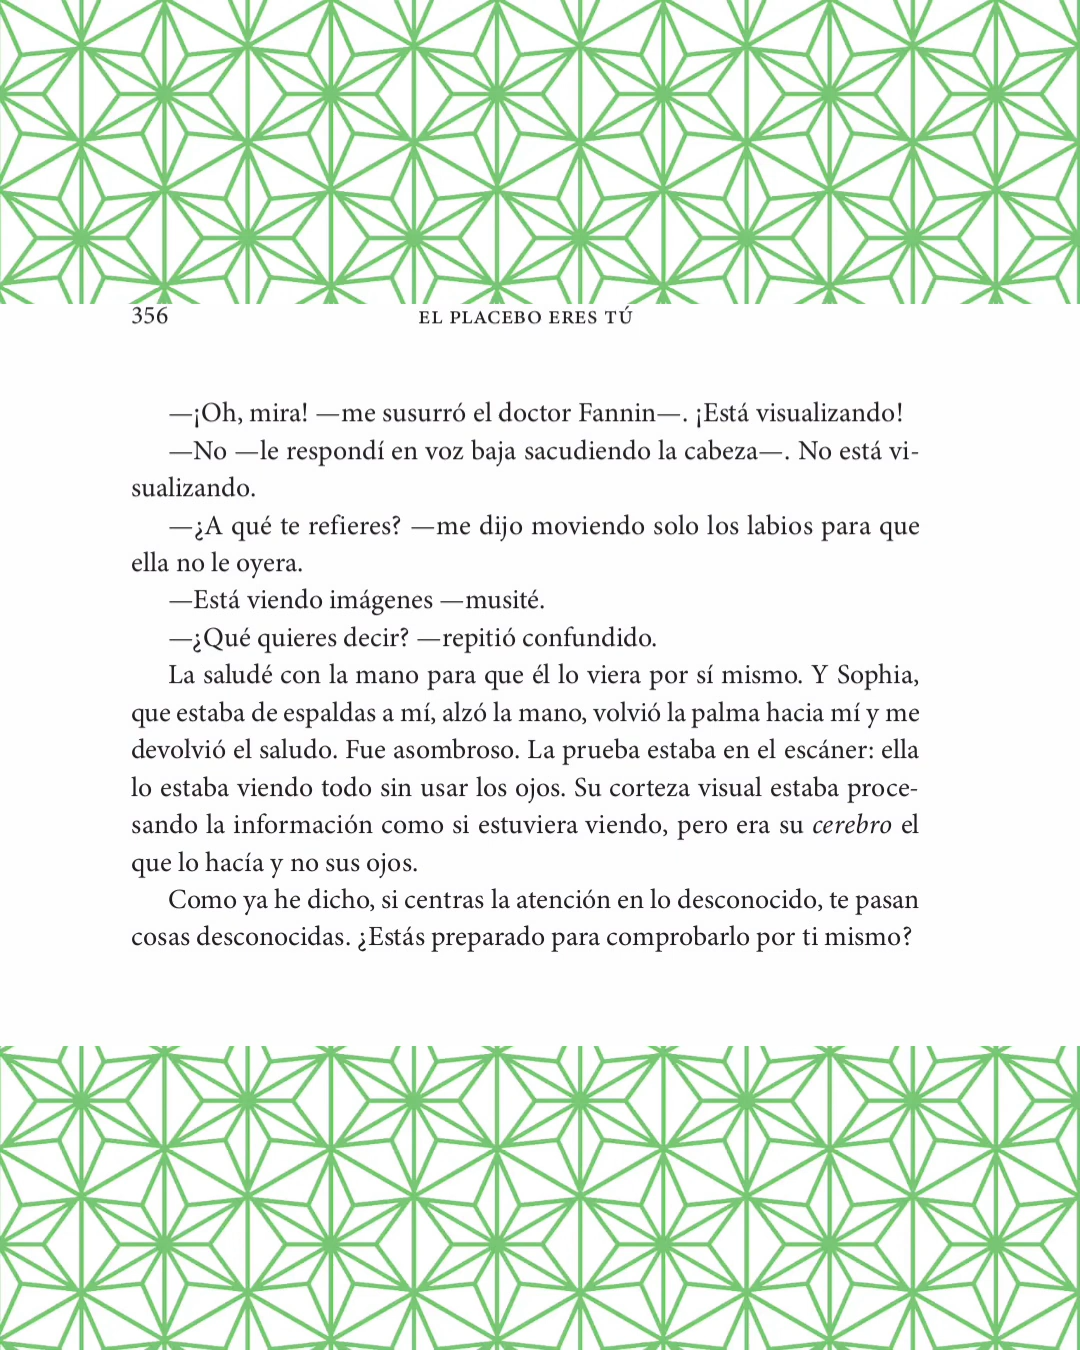 356 EL PLACEBO ERES TÚ
—¡Oh, mira! —me susurró el doctor Fannin—. ¡Está visualizando!
—No —le respondí en voz baja sacudiendo la cabeza—. No está vi-
sualizando.
—¿A qué te refieres? —me dijo moviendo solo los labios para que
ella no le oyera.
—Está viendo imágenes —musité.
—¿Qué quieres decir? —repitió confundido.
La saludé con la mano para que él lo viera por sí mismo. Y Sophia,
que estaba de espaldas a mí, alzó la mano, volvió la palma hacia mí y me
devolvió el saludo. Fue asombroso. La prueba estaba en el escáner: ella
lo estaba viendo todo sin usar los ojos. Su corteza visual estaba proce-
sando la información como si estuviera viendo, pero era su cerebro el
que lo hacía y no sus ojos.
Como ya he dicho, si centras la atención en lo desconocido, te pasan
cosas desconocidas. ¿Estás preparado para comprobarlo por ti mismo?